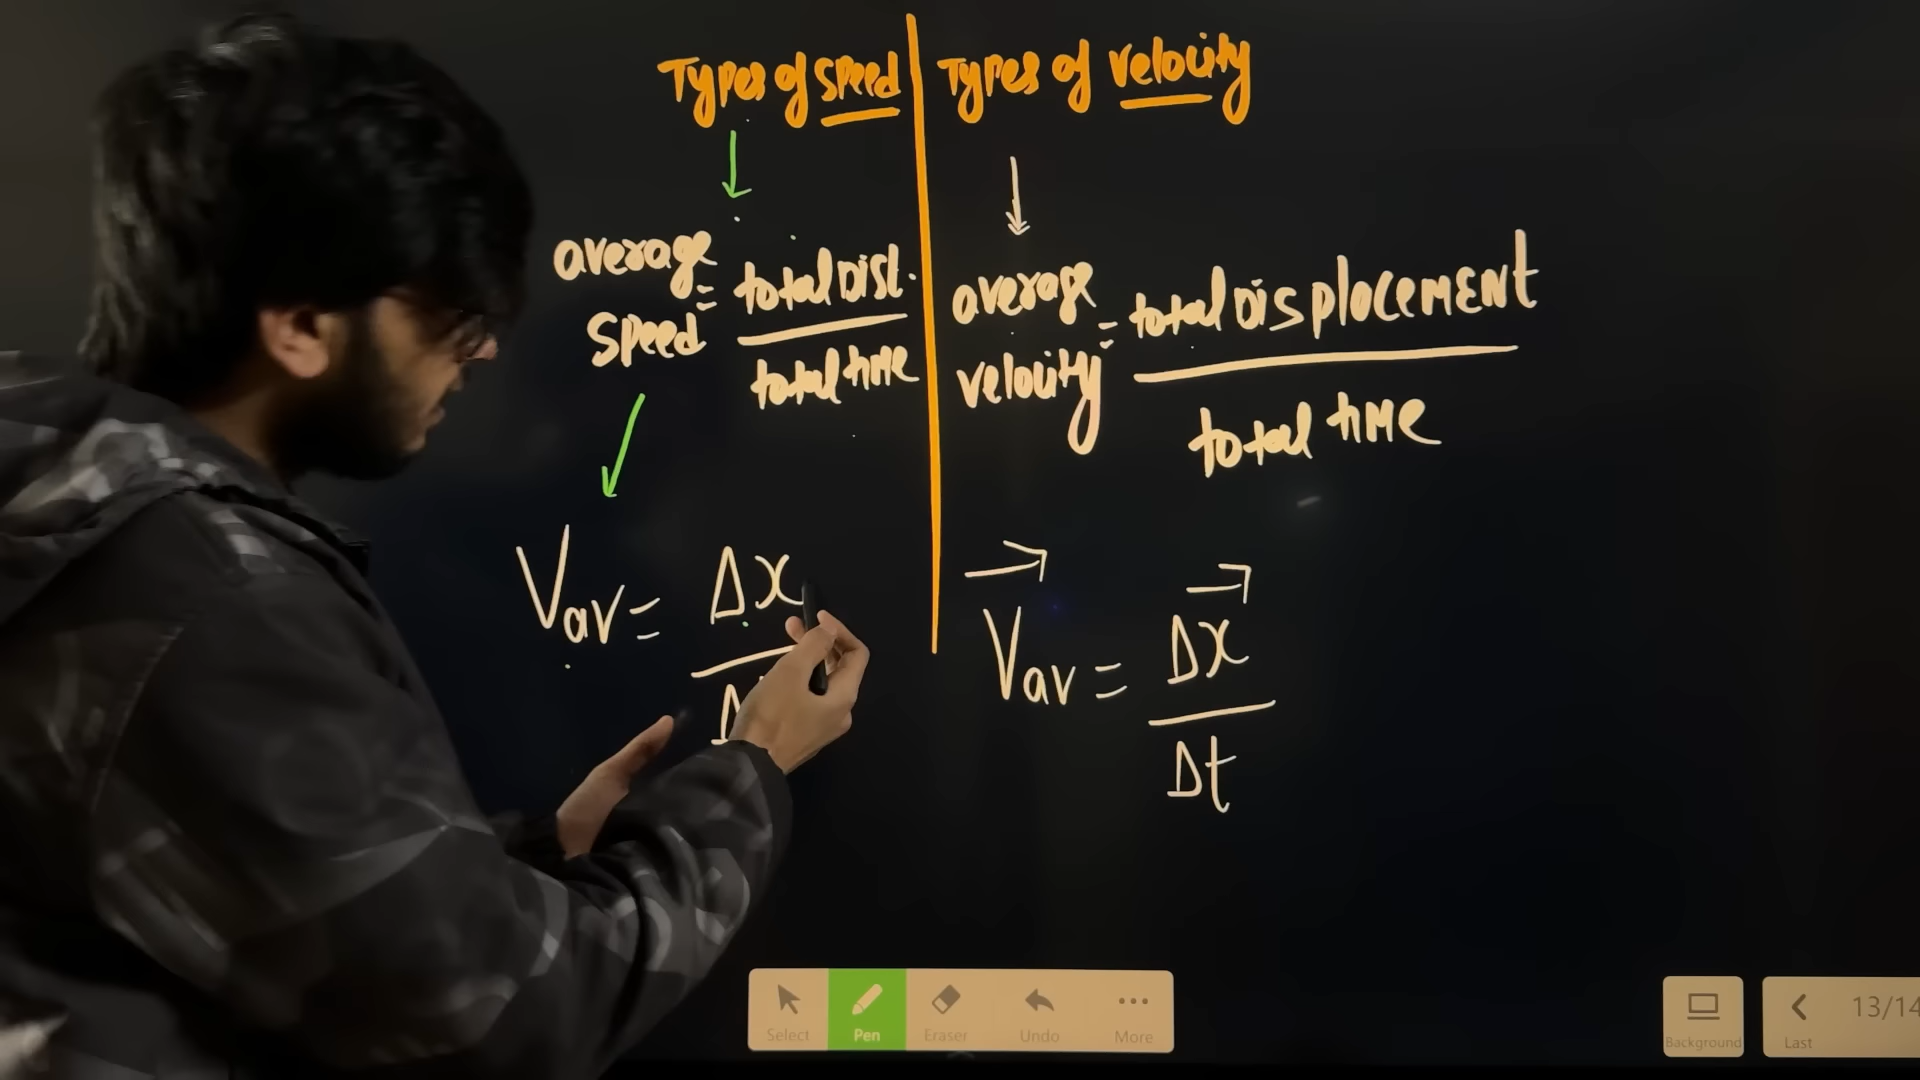 Types of speed
average speed = total Dist. / total time
Vav = Δx / Δ
Types of velocity
average velocity = total Displacement / total time
Vav = Δx / Δt
Select
Pen
Eraser
Undo
More
Background
Last
13/14